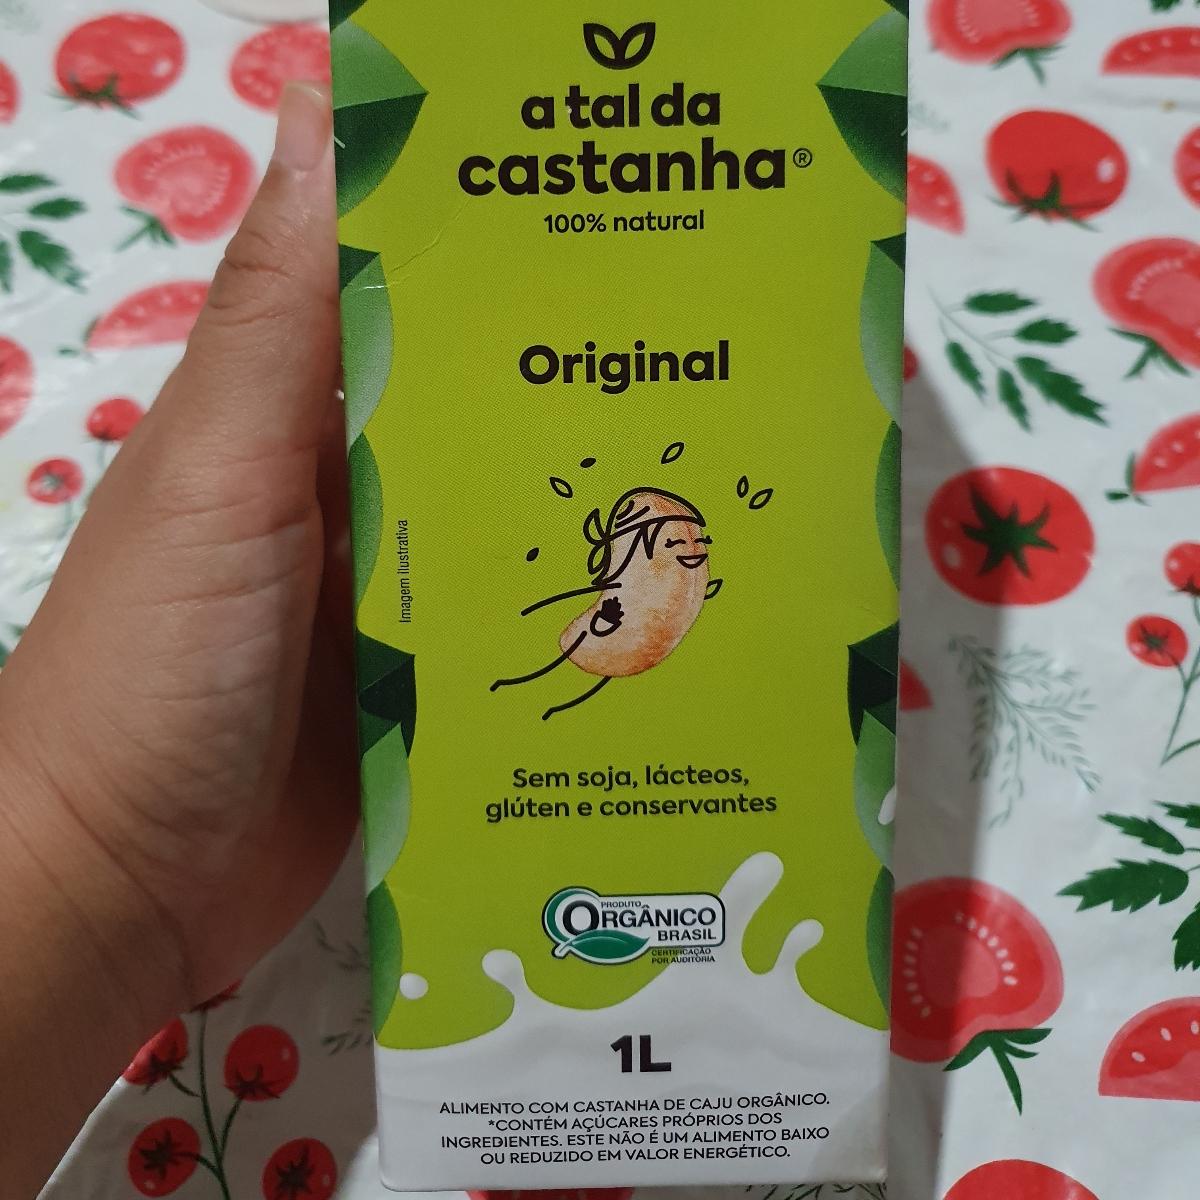 a tal da
castanha®
100% natural
Original
Imagem ilustrativa
Sem soja, lácteos,
glúten e conservantes
PRODUTO
ORGÂNICO
BRASIL
CERTIFICAÇÃO
POR AUDITORIA
1L
ALIMENTO COM CASTANHA DE CAJU ORGÂNICO.
*CONTÉM AÇÚCARES PRÓPRIOS DOS
INGREDIENTES. ESTE NÃO É UM ALIMENTO BAIXO
OU REDUZIDO EM VALOR ENERGÉTICO.